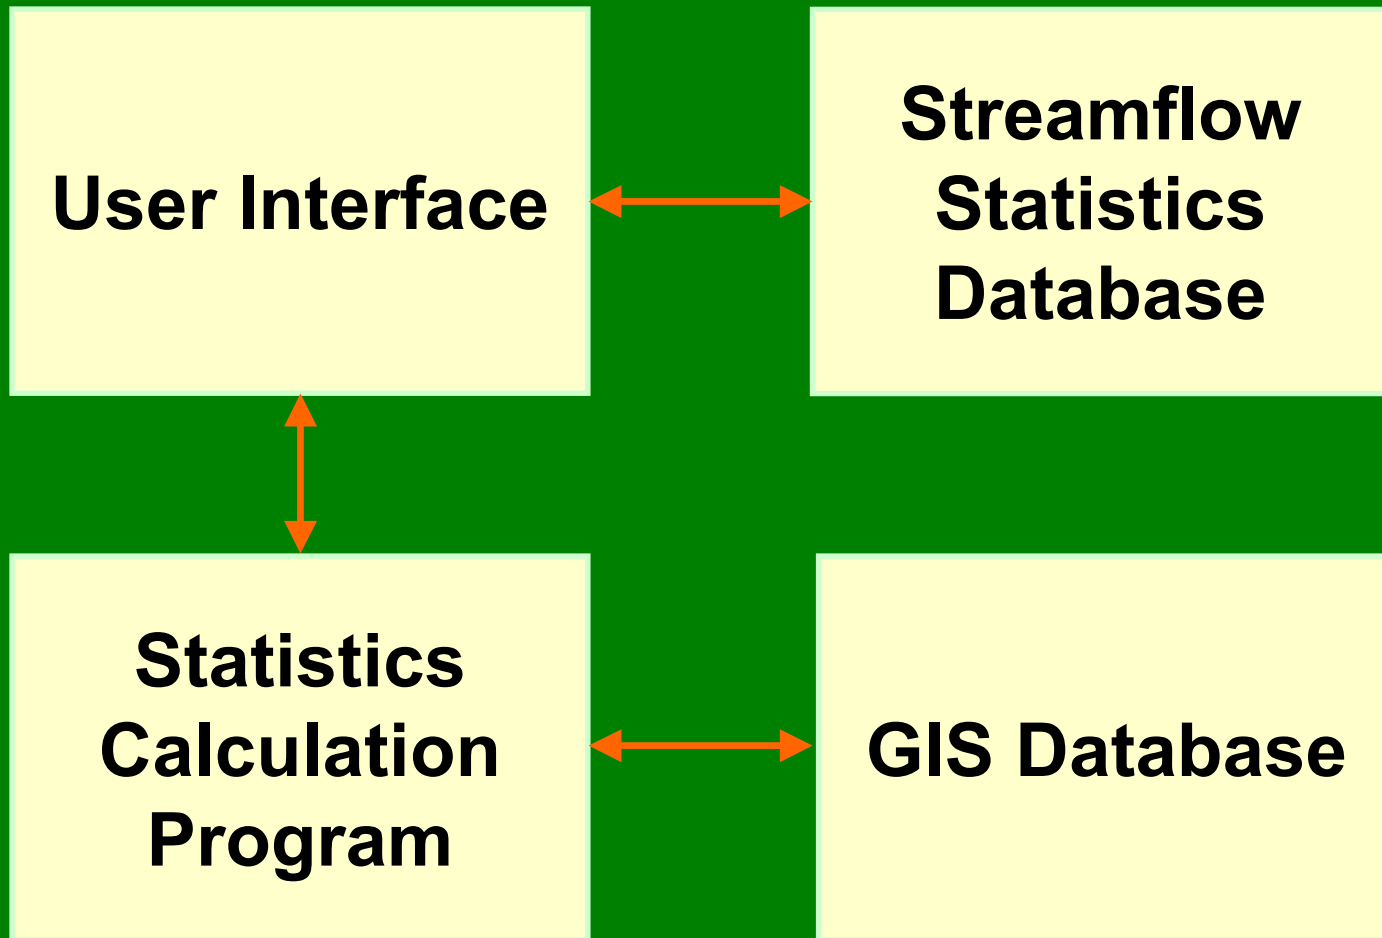 User Interface
Streamflow
Statistics
Database
Statistics
Calculation
Program
GIS Database